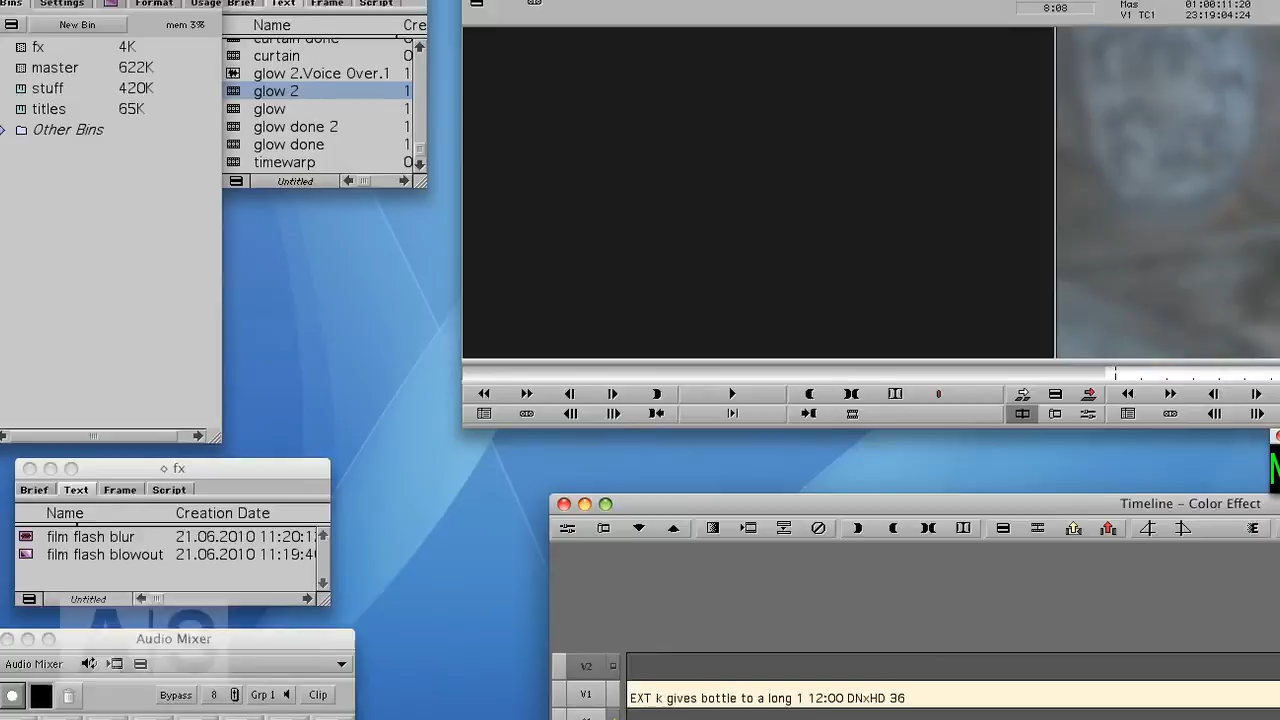 Bins Settings Format Usage
New Bin mem 3%
fx 4K
master 622K
stuff 420K
titles 65K
Other Bins
Brief Text Frame Script
Name Cre
curtain done 0
curtain 0
glow 2.Voice Over.1 1
glow 2 1
glow 1
glow done 2 1
glow done 1
timewarp 0
Untitled
8:08
Mas 01:00:11:20
V1 TC1 23:19:04:24
fx
Brief Text Frame Script
Name Creation Date
film flash blur 21.06.2010 11:20:1
film flash blowout 21.06.2010 11:19:4
Untitled
A|S
Audio Mixer
Audio Mixer
Bypass 8 Grp 1 Clip
Timeline - Color Effect
V2
V1
EXT k gives bottle to a long 1 12:00 DNxHD 36